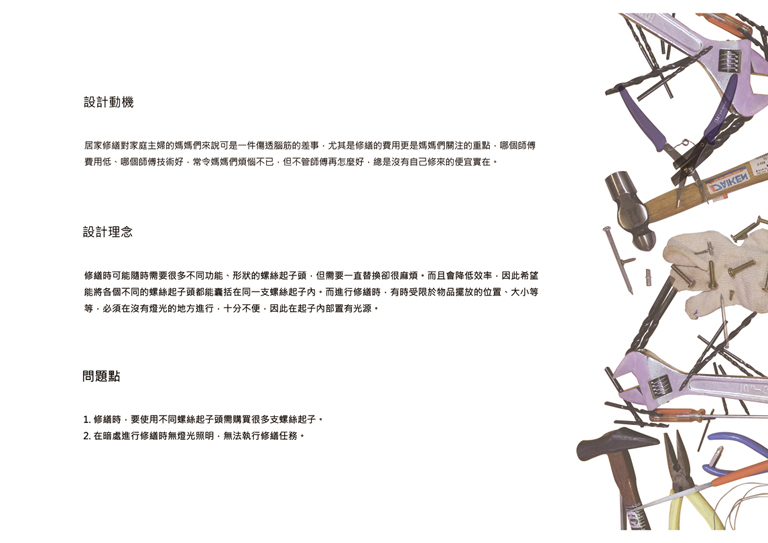 設計動機
居家修繕對家庭主婦的媽媽們來說可是一件傷透腦筋的差事，尤其是修繕的費用更是媽媽們關注的重點，哪個師傅
費用低、哪個師傅技術好，常令媽媽們煩惱不已，但不管師傅再怎麼好，總是沒有自己修來的便宜實在。
設計理念
修繕時可能隨時需要很多不同功能、形狀的螺絲起子頭，但需要一直替換卻很麻煩。而且會降低效率，因此希望
能將各個不同的螺絲起子頭都能囊括在同一支螺絲起子內。而進行修繕時，有時受限於物品擺放的位置、大小等
等，必須在沒有燈光的地方進行，十分不便，因此在起子內部置有光源。
問題點
1. 修繕時，要使用不同螺絲起子頭需購買很多支螺絲起子。
2. 在暗處進行修繕時無燈光照明，無法執行修繕任務。
DAIKEN